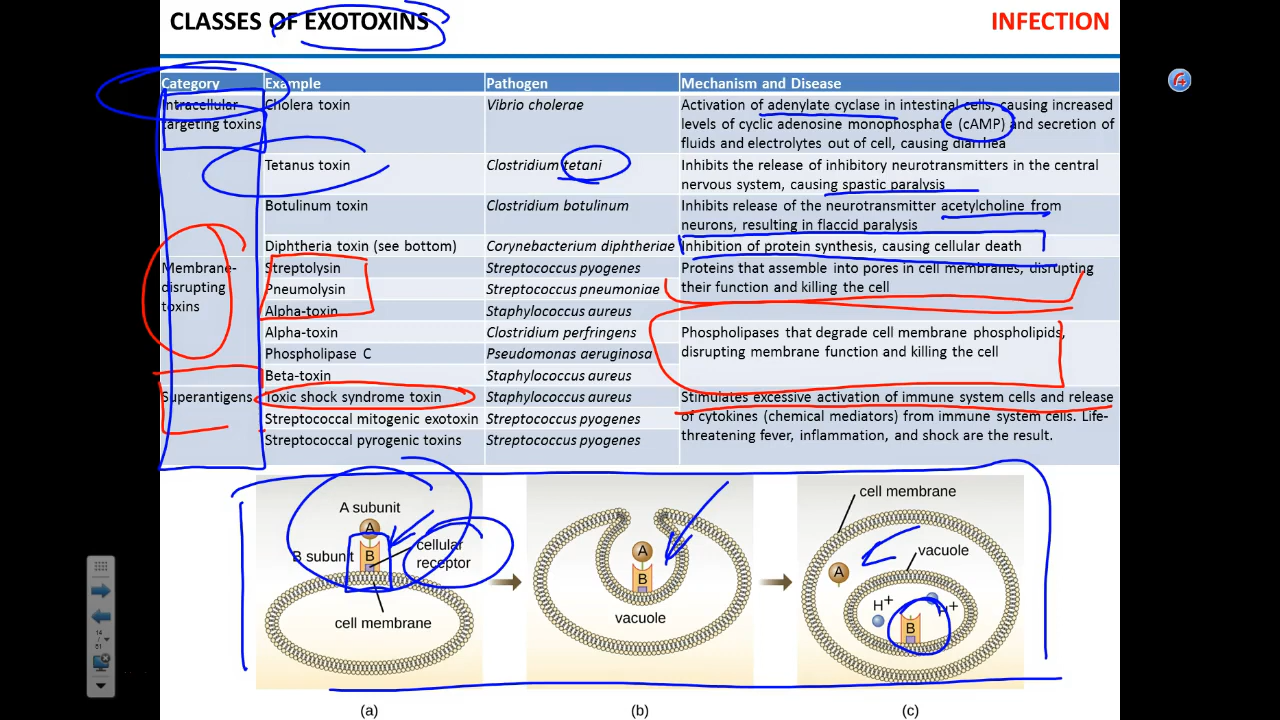 CLASSES OF EXOTOXINS
INFECTION
Category Example Pathogen Mechanism and Disease
Intracellular targeting toxins
Cholera toxin
Vibrio cholerae
Activation of adenylate cyclase in intestinal cells, causing increased
levels of cyclic adenosine monophosphate (cAMP) and secretion of
fluids and electrolytes out of cell, causing diarrhea
Tetanus toxin
Clostridium tetani
Inhibits the release of inhibitory neurotransmitters in the central
nervous system, causing spastic paralysis
Botulinum toxin
Clostridium botulinum
Inhibits release of the neurotransmitter acetylcholine from
neurons, resulting in flaccid paralysis
Diphtheria toxin (see bottom)
Corynebacterium diphtheriae
Inhibition of protein synthesis, causing cellular death
Membrane-
disrupting
toxins
Streptolysin
Streptococcus pyogenes
Proteins that assemble into pores in cell membranes, disrupting
their function and killing the cell
Pneumolysin
Streptococcus pneumoniae
Alpha-toxin
Staphylococcus aureus
Alpha-toxin
Clostridium perfringens
Phospholipases that degrade cell membrane phospholipids,
disrupting membrane function and killing the cell
Phospholipase C
Pseudomonas aeruginosa
Beta-toxin
Staphylococcus aureus
Superantigens
Toxic shock syndrome toxin
Staphylococcus aureus
Stimulates excessive activation of immune system cells and release
of cytokines (chemical mediators) from immune system cells. Life-
threatening fever, inflammation, and shock are the result.
Streptococcal mitogenic exotoxin
Streptococcus pyogenes
Streptococcal pyogenic toxins
Streptococcus pyogenes
A subunit
A
B subunit
B
cellular
receptor
cell membrane
(a)
A
B
vacuole
(b)
cell membrane
vacuole
A
H+
H+
B
(c)
14
/
81